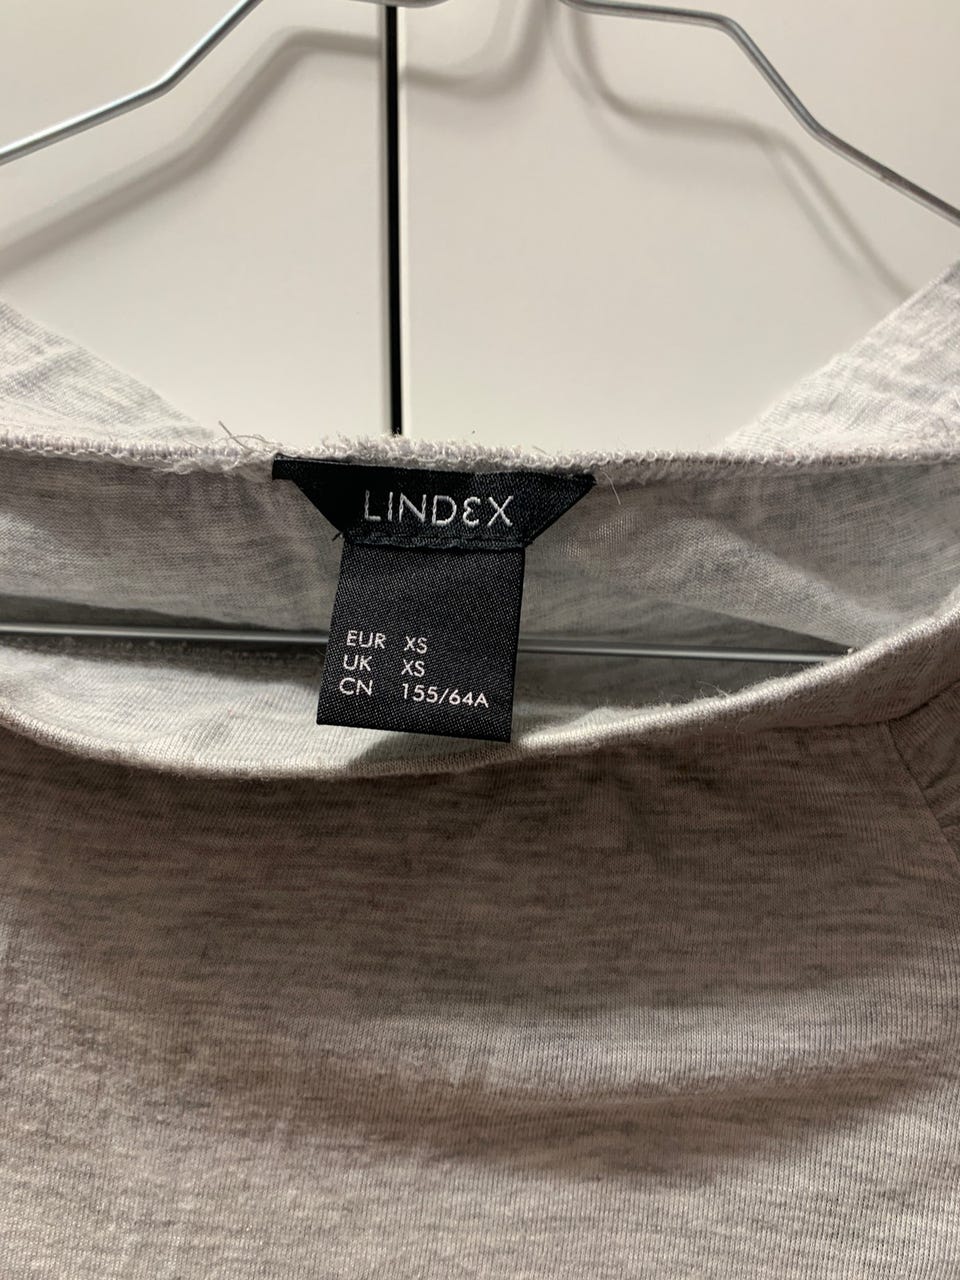 LINDEX
EUR XS
UK XS
CN 155/64A